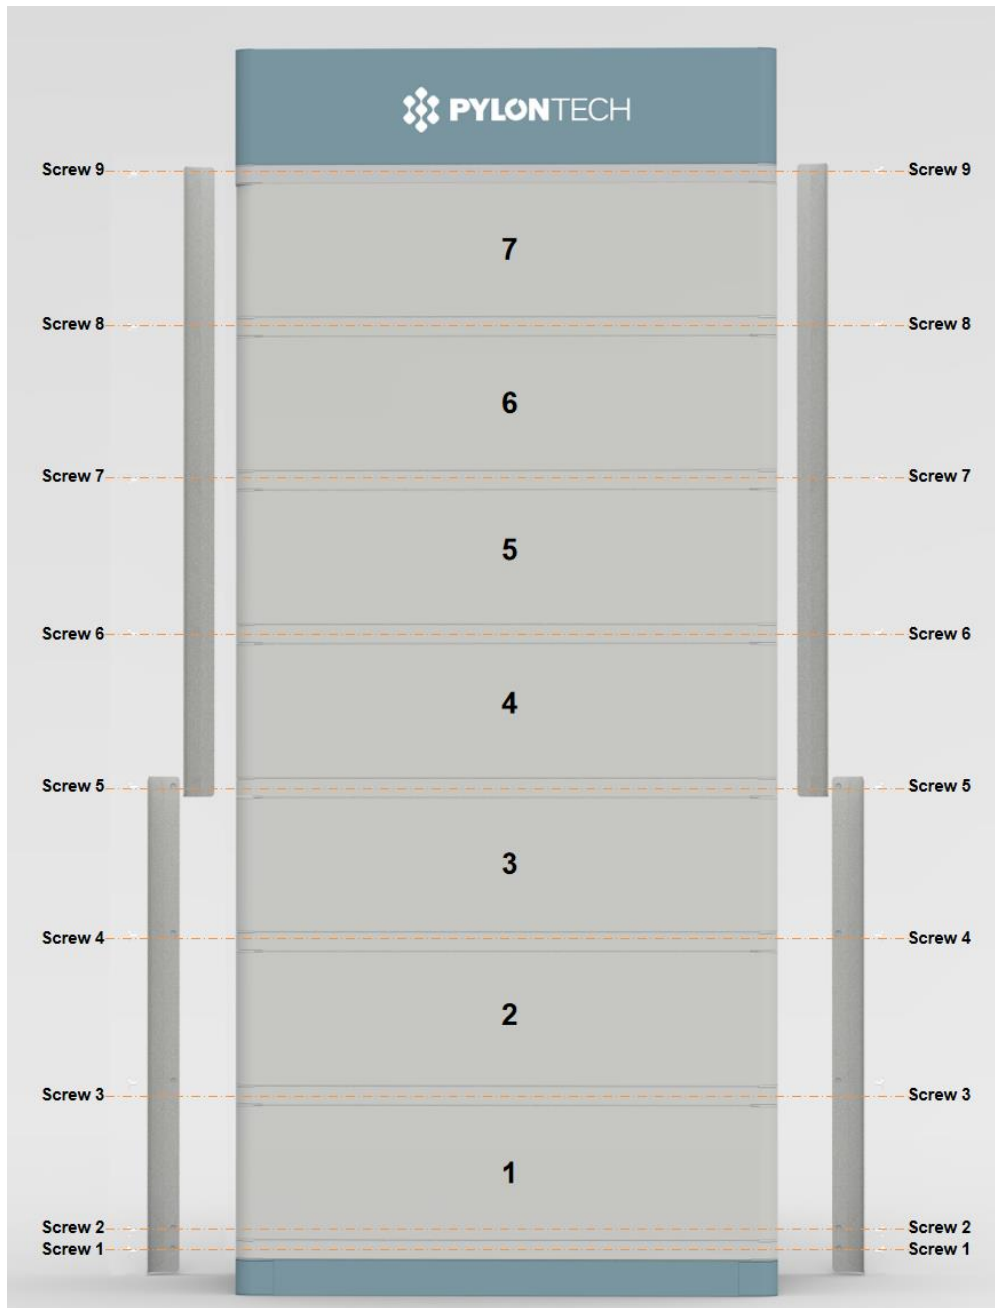 PYLONTECH
Screw 9 Screw 9
7
Screw 8 Screw 8
6
Screw 7 Screw 7
5
Screw 6 Screw 6
4
Screw 5 Screw 5
3
Screw 4 Screw 4
2
Screw 3 Screw 3
1
Screw 2 Screw 2
Screw 1 Screw 1